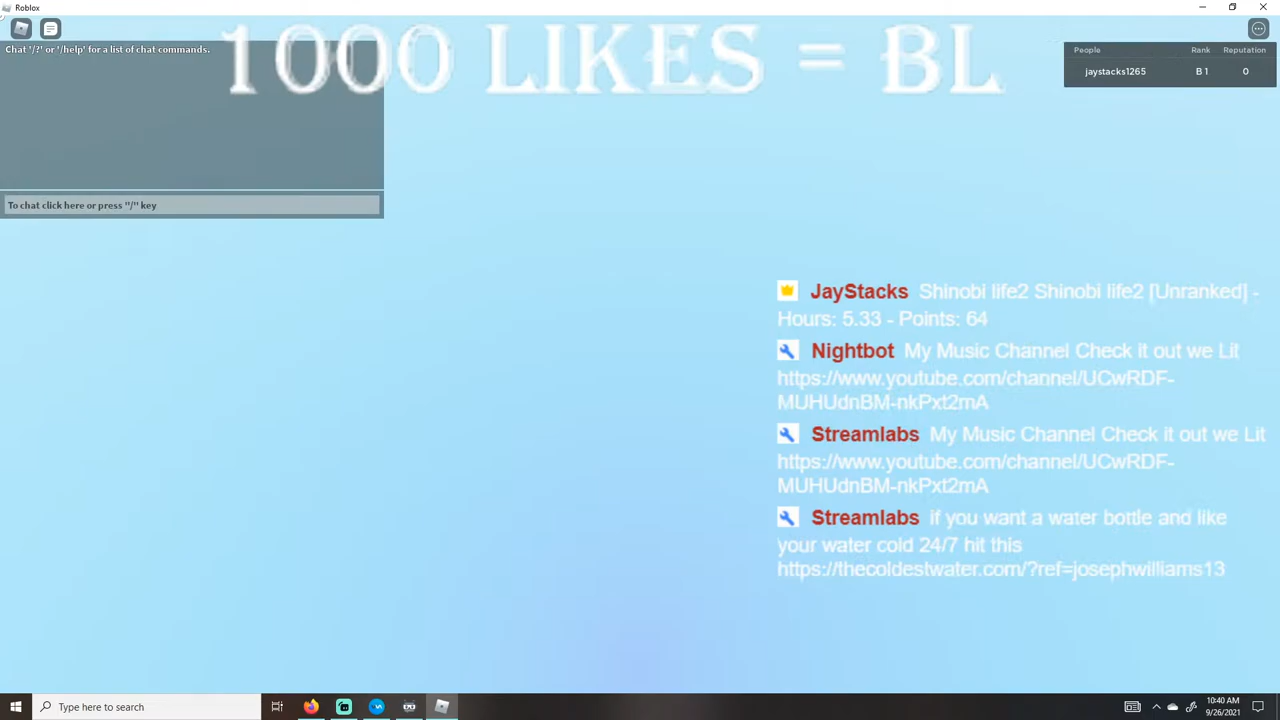 Roblox
1000 LIKES = BL
Chat '/?' or '/help' for a list of chat commands.
To chat click here or press "/" key
People Rank Reputation
jaystacks1265 B 1 0
JayStacks Shinobi life2 Shinobi life2 [Unranked] -
Hours: 5.33 - Points: 64
Nightbot My Music Channel Check it out we Lit
https://www.youtube.com/channel/UCwRDF-
MUHUdnBM-nkPxt2mA
Streamlabs My Music Channel Check it out we Lit
https://www.youtube.com/channel/UCwRDF-
MUHUdnBM-nkPxt2mA
Streamlabs if you want a water bottle and like
your water cold 24/7 hit this
https://thecoldestwater.com/?ref=josephwilliams13
Type here to search
10:40 AM
9/26/2021